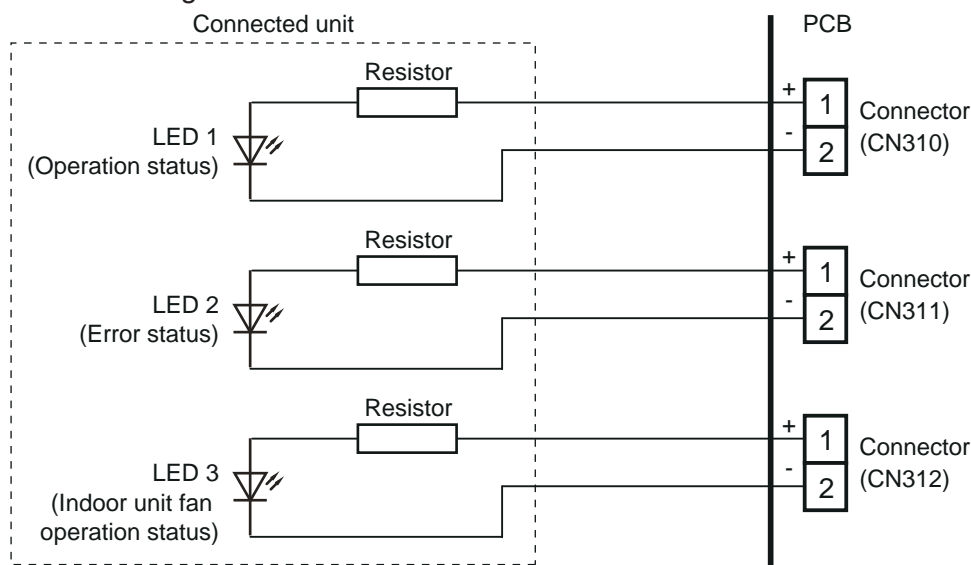 Connected unit
PCB
Resistor
LED 1
(Operation status)
+
1
-
2
Connector
(CN310)
Resistor
LED 2
(Error status)
+
1
-
2
Connector
(CN311)
Resistor
LED 3
(Indoor unit fan
operation status)
+
1
-
2
Connector
(CN312)